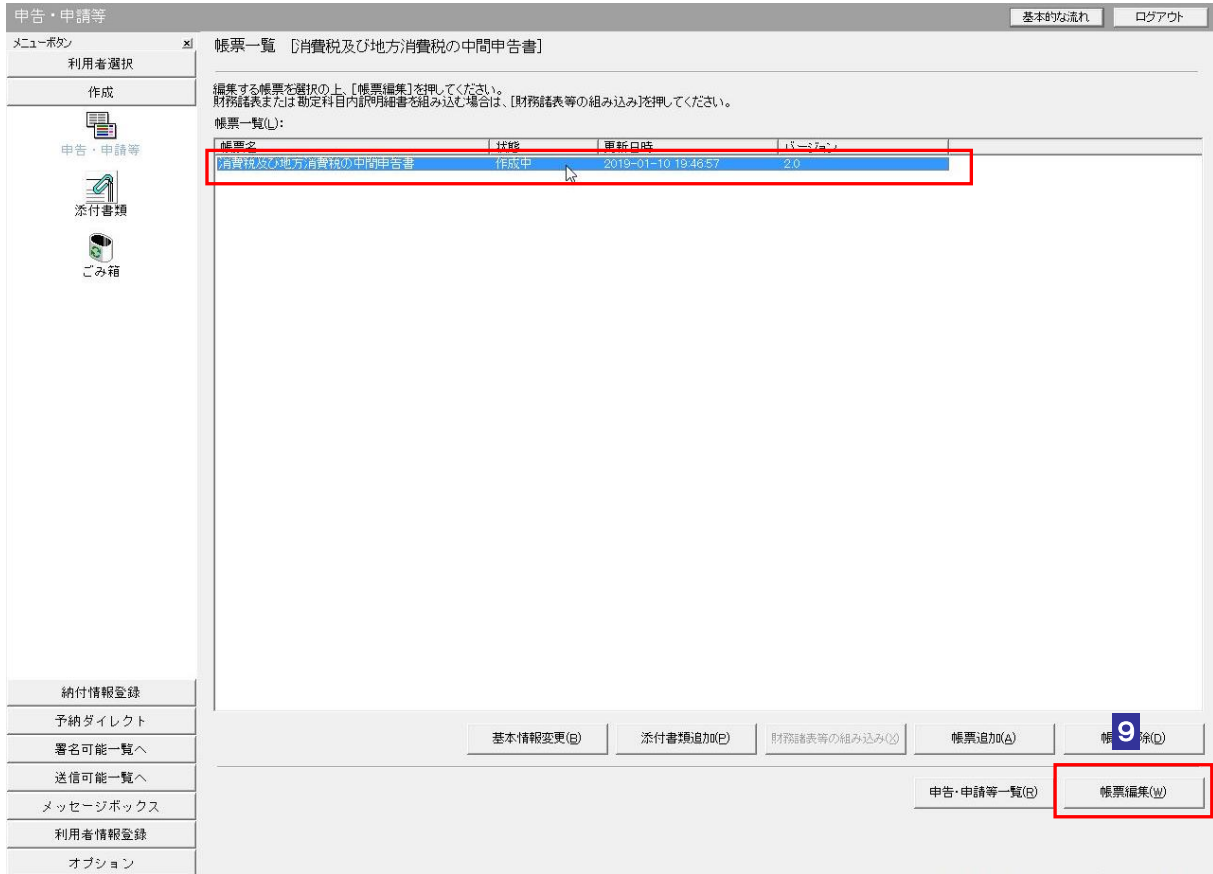 申告・申請等
基本的な流れ
ログアウト
メニューボタン
x
利用者選択
作成
申告・申請等
添付書類
ごみ箱
納付情報登録
予納ダイレクト
署名可能一覧へ
送信可能一覧へ
メッセージボックス
利用者情報登録
オプション
帳票一覧 [消費税及び地方消費税の中間申告書]
編集する帳票を選択の上、[帳票編集]を押してください。
財務諸表または勘定科目内訳明細書を組み込む場合は、[財務諸表等の組み込み]を押してください。
帳票一覧(L):
帳票名 状態 更新日時 バージョン
消費税及び地方消費税の中間申告書 作成中 2019-01-10 19:46:57 2.0
基本情報変更(B)
添付書類追加(P)
財務諸表等の組み込み(X)
帳票追加(A)
帳 除(D)
9
申告・申請等一覧(R)
帳票編集(W)